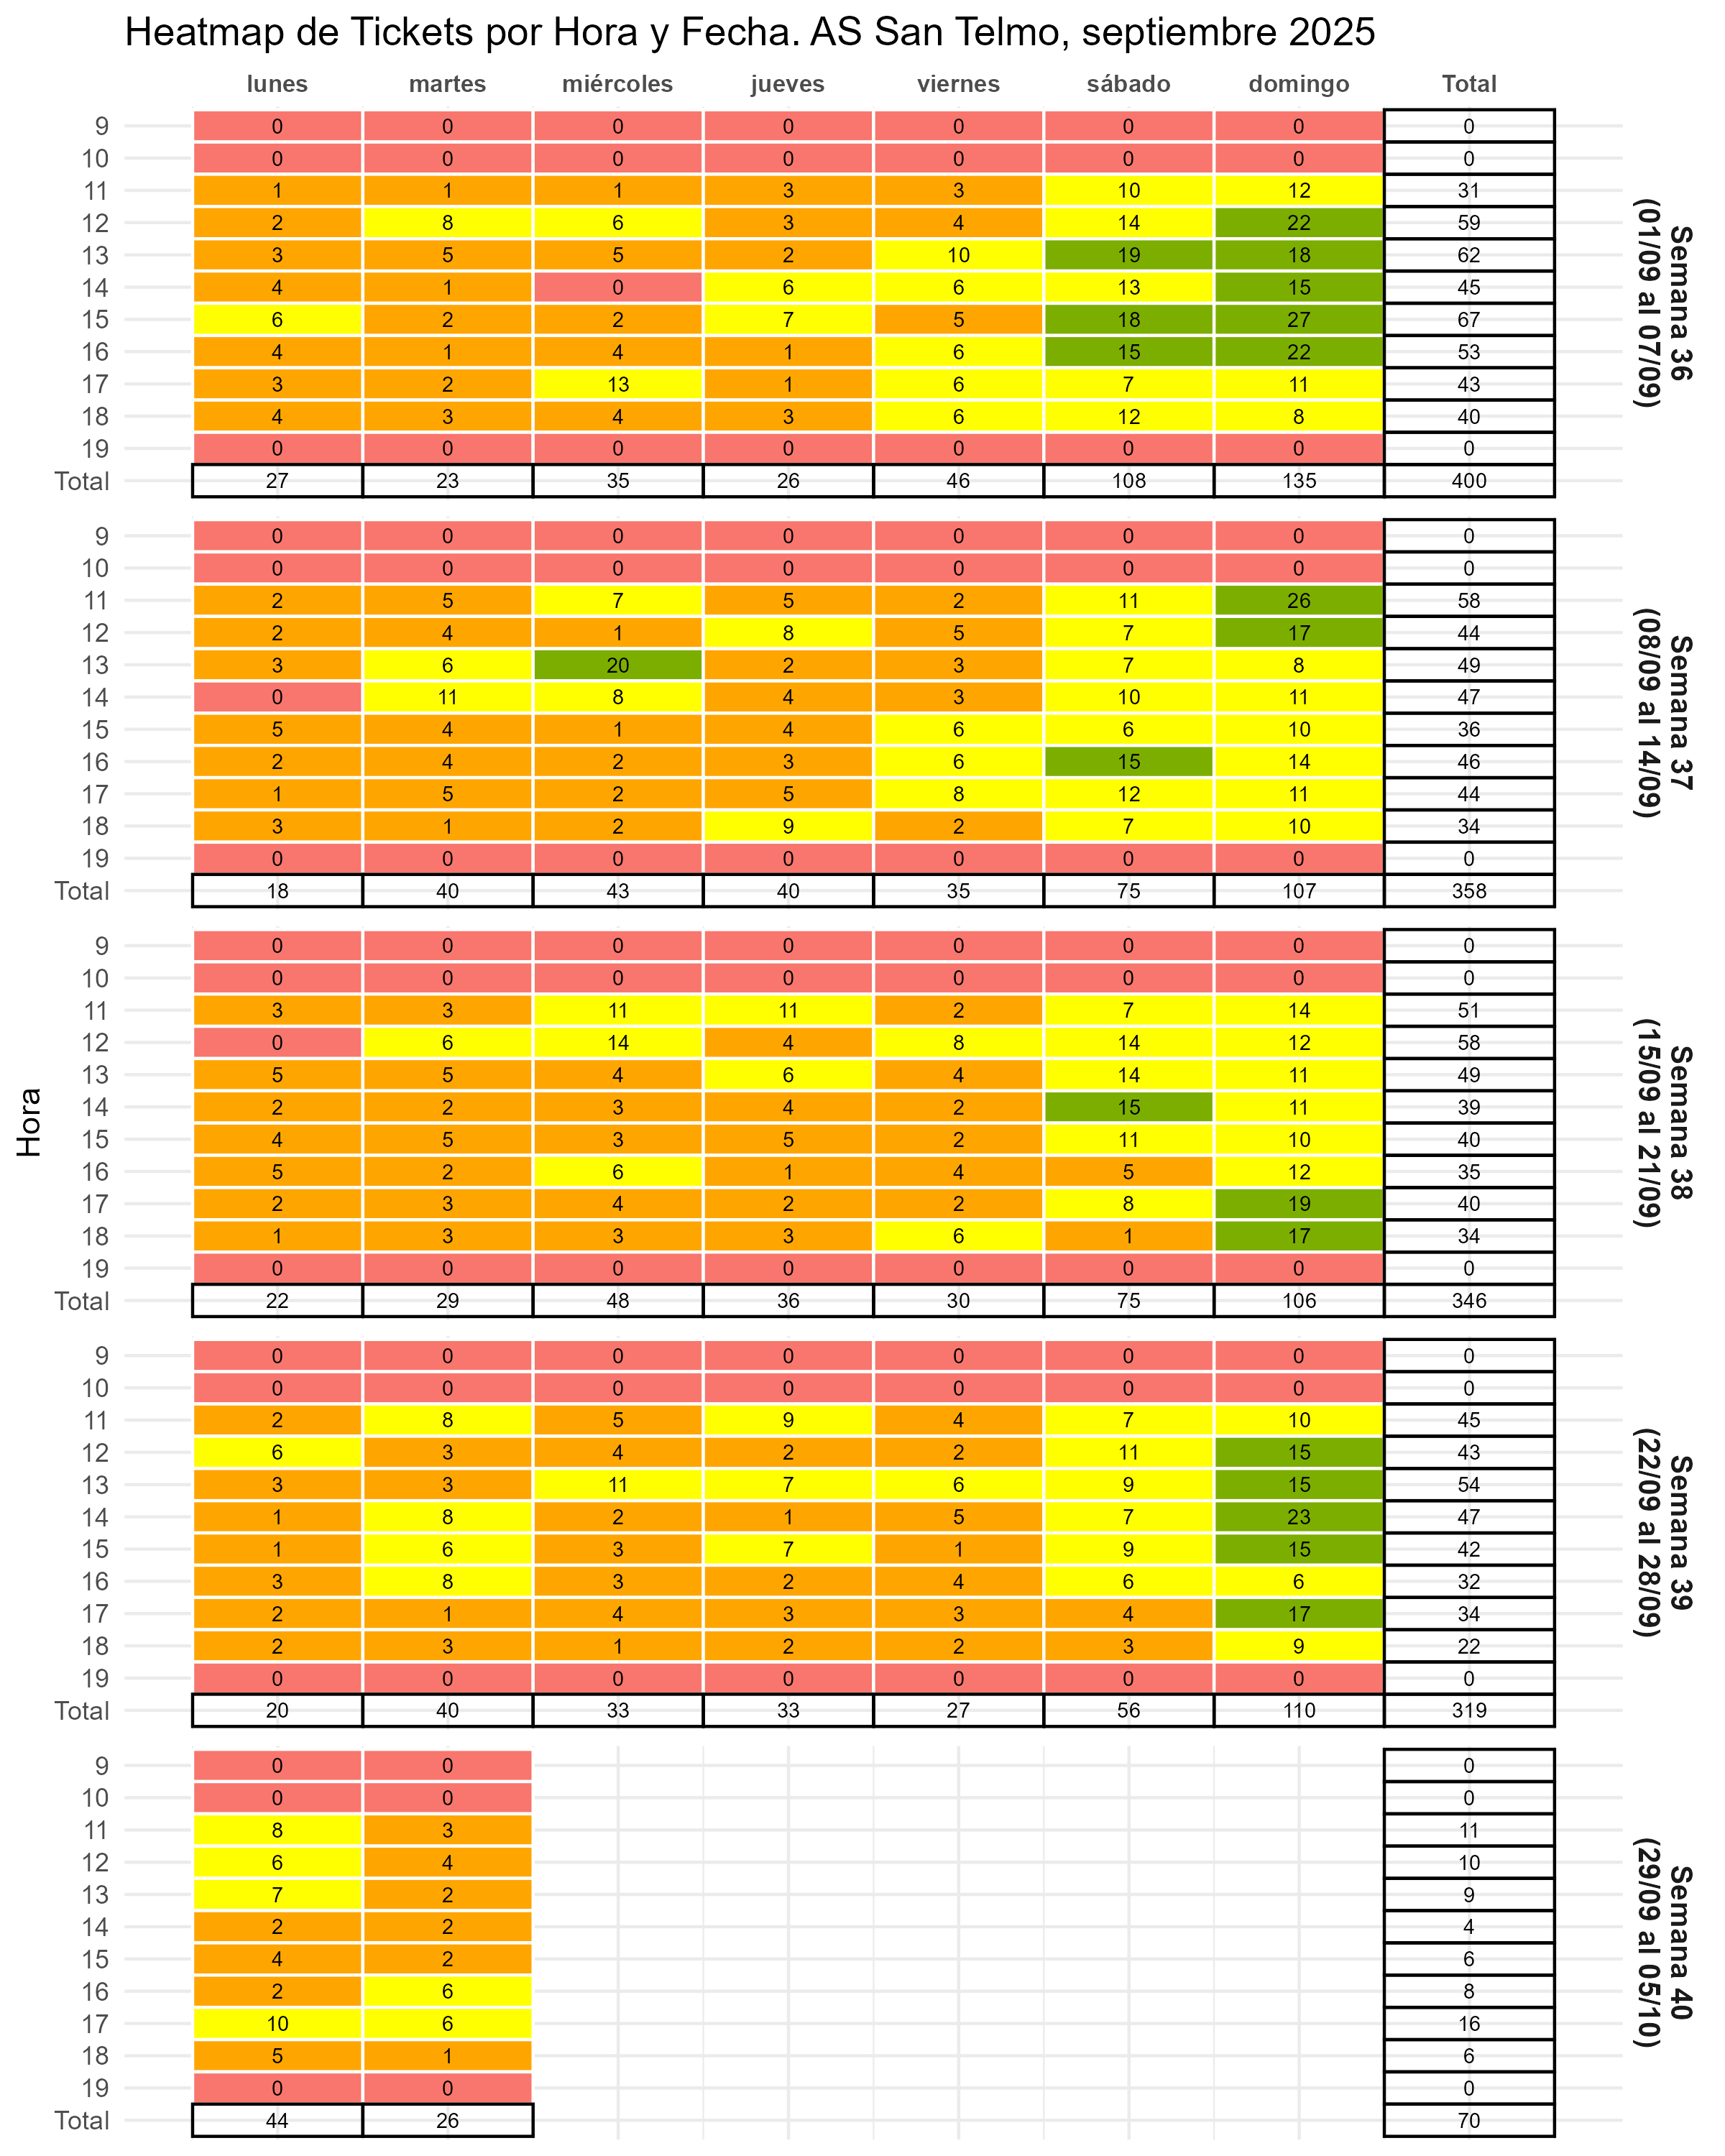 Heatmap de Tickets por Hora y Fecha. AS San Telmo, septiembre 2025
lunes martes miércoles jueves viernes sábado domingo Total
9 0 0 0 0 0 0 0 0
10 0 0 0 0 0 0 0 0
11 1 1 1 3 3 10 12 31
12 2 8 6 3 4 14 22 59
13 3 5 5 2 10 19 18 62
14 4 1 0 6 6 13 15 45
15 6 2 2 7 5 18 27 67
16 4 1 4 1 6 15 22 53
17 3 2 13 1 6 7 11 43
18 4 3 4 3 6 12 8 40
19 0 0 0 0 0 0 0 0
Total 27 23 35 26 46 108 135 400
Semana 36
(01/09 al 07/09)
9 0 0 0 0 0 0 0 0
10 0 0 0 0 0 0 0 0
11 2 5 7 5 2 11 26 58
12 2 4 1 8 5 7 17 44
13 3 6 20 2 3 7 8 49
14 0 11 8 4 3 10 11 47
15 5 4 1 4 6 6 10 36
16 2 4 2 3 6 15 14 46
17 1 5 2 5 8 12 11 44
18 3 1 2 9 2 7 10 34
19 0 0 0 0 0 0 0 0
Total 18 40 43 40 35 75 107 358
Semana 37
(08/09 al 14/09)
Hora
9 0 0 0 0 0 0 0 0
10 0 0 0 0 0 0 0 0
11 3 3 11 11 2 7 14 51
12 0 6 14 4 8 14 12 58
13 5 5 4 6 4 14 11 49
14 2 2 3 4 2 15 11 39
15 4 5 3 5 2 11 10 40
16 5 2 6 1 4 5 12 35
17 2 3 4 2 2 8 19 40
18 1 3 3 3 6 1 17 34
19 0 0 0 0 0 0 0 0
Total 22 29 48 36 30 75 106 346
Semana 38
(15/09 al 21/09)
9 0 0 0 0 0 0 0 0
10 0 0 0 0 0 0 0 0
11 2 8 5 9 4 7 10 45
12 6 3 4 2 2 11 15 43
13 3 3 11 7 6 9 15 54
14 1 8 2 1 5 7 23 47
15 1 6 3 7 1 9 15 42
16 3 8 3 2 4 6 6 32
17 2 1 4 3 3 4 17 34
18 2 3 1 2 2 3 9 22
19 0 0 0 0 0 0 0 0
Total 20 40 33 33 27 56 110 319
Semana 39
(22/09 al 28/09)
9 0 0 0
10 0 0 0
11 8 3 11
12 6 4 10
13 7 2 9
14 2 2 4
15 4 2 6
16 2 6 8
17 10 6 16
18 5 1 6
19 0 0 0
Total 44 26 70
Semana 40
(29/09 al 05/10)